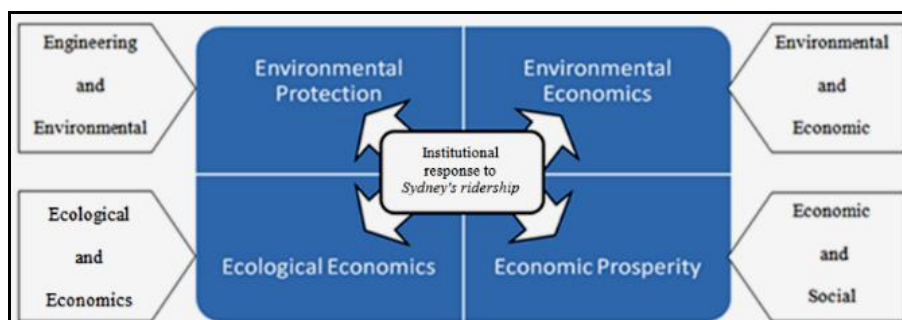 Engineering
and
Environmental
Environmental
Protection
Environmental
Economics
Environmental
and
Economic
Institutional
response to
Sydney's ridership
Ecological
and
Economics
Ecological Economics
Economic Prosperity
Economic
and
Social